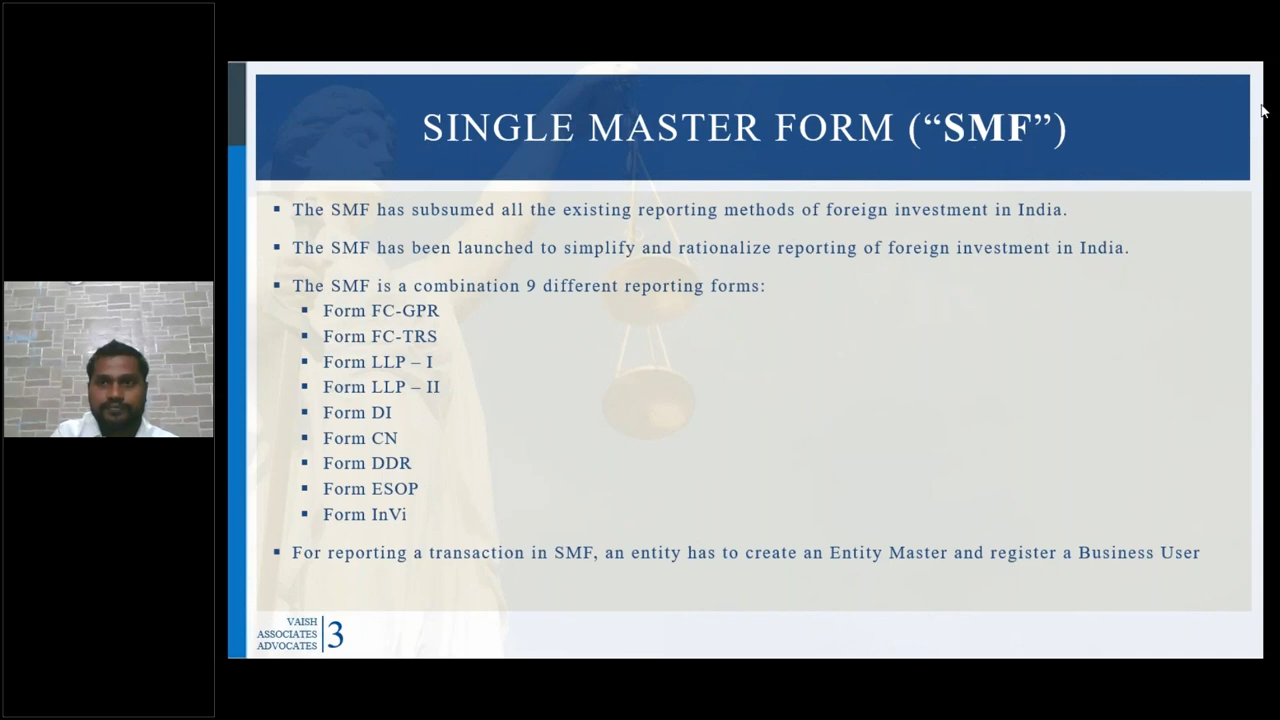 SINGLE MASTER FORM (“SMF”)
▪ The SMF has subsumed all the existing reporting methods of foreign investment in India.
▪ The SMF has been launched to simplify and rationalize reporting of foreign investment in India.
▪ The SMF is a combination 9 different reporting forms:
▪ Form FC-GPR
▪ Form FC-TRS
▪ Form LLP – I
▪ Form LLP – II
▪ Form DI
▪ Form CN
▪ Form DDR
▪ Form ESOP
▪ Form InVi
▪ For reporting a transaction in SMF, an entity has to create an Entity Master and register a Business User
VAISH
ASSOCIATES
ADVOCATES
3